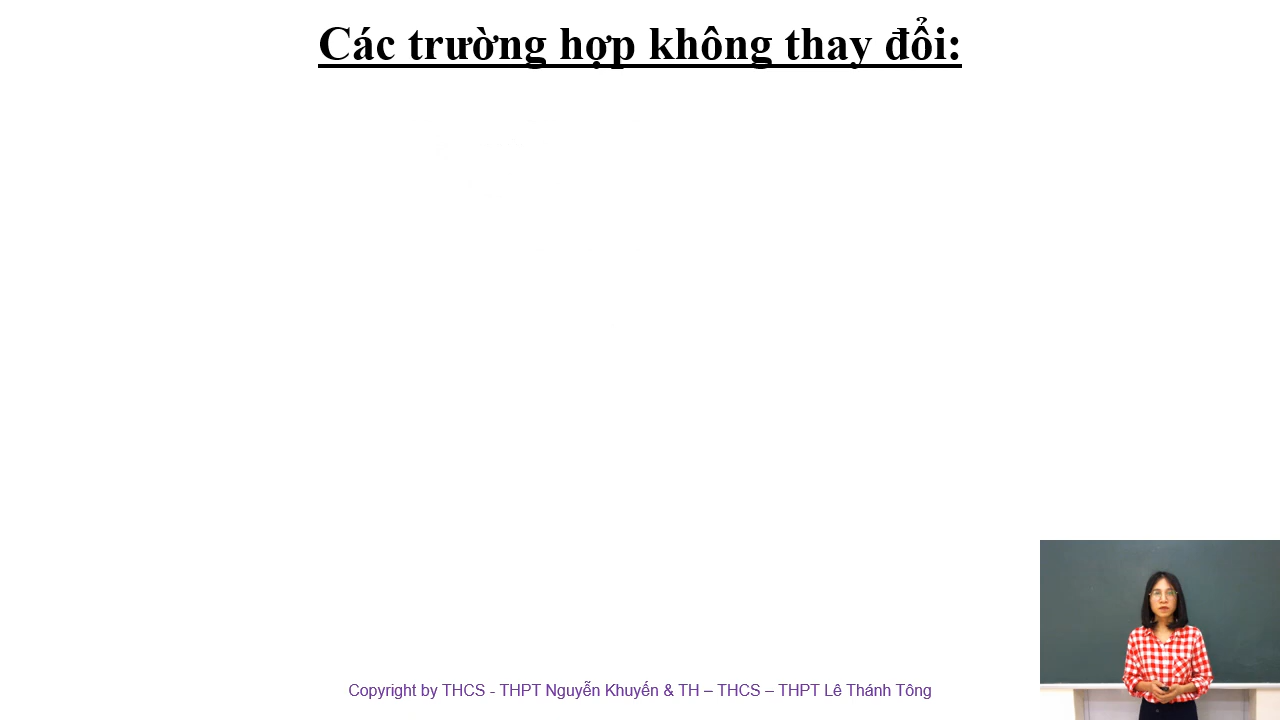 Các trường hợp không thay đổi:
Copyright by THCS - THPT Nguyễn Khuyến & TH – THCS – THPT Lê Thánh Tông